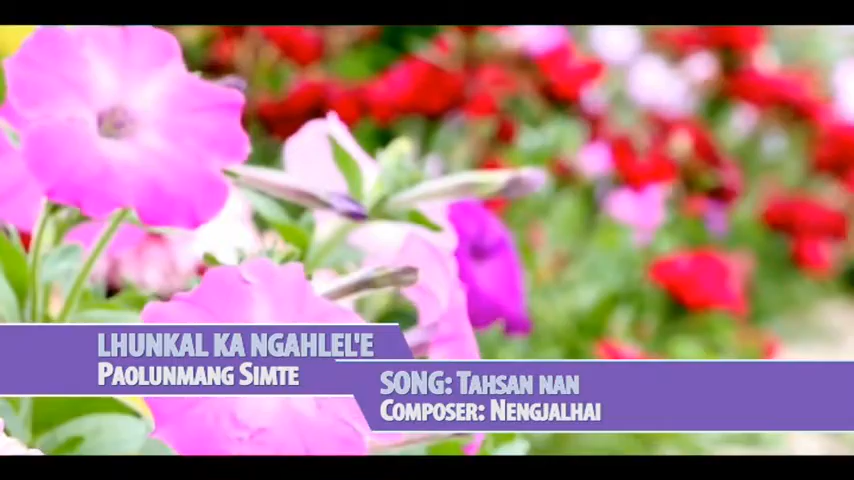 LHUNKAL KA NGAHLEL'E
PAOLUNMANG SIMTE
SONG: TAHSAN NAN
COMPOSER: NENGJALHAI